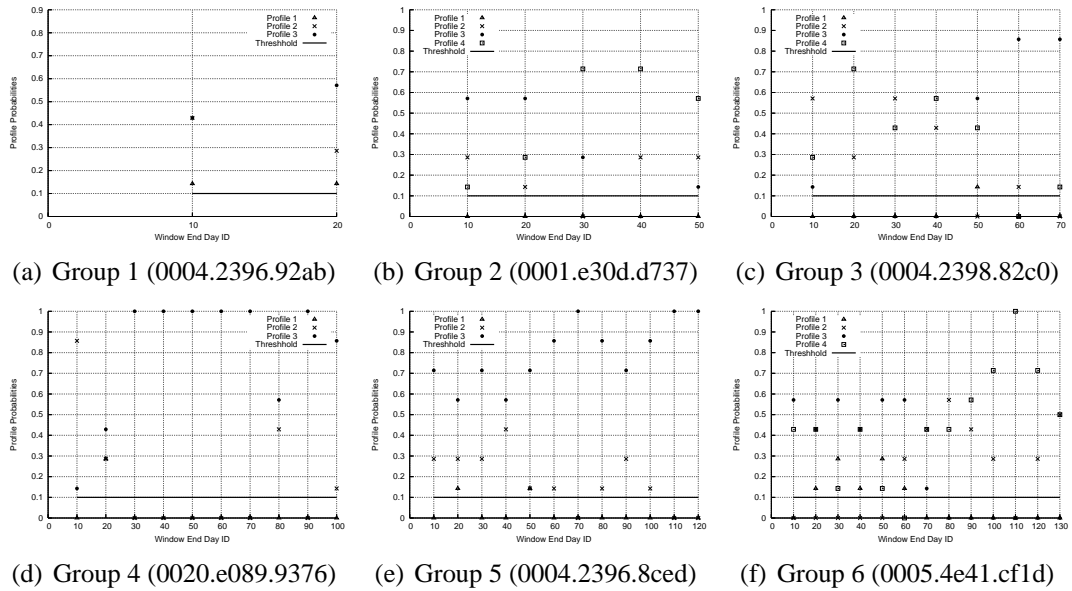 Profile Probabilities
0.9
0.8
0.7
0.6
0.5
0.4
0.3
0.2
0.1
0
Profile 1
Profile 2
Profile 3
Threshhold
0 10 20
Window End Day ID
(a) Group 1 (0004.2396.92ab)
Profile Probabilities
1
0.9
0.8
0.7
0.6
0.5
0.4
0.3
0.2
0.1
0
Profile 1
Profile 2
Profile 3
Profile 4
Threshhold
0 10 20 30 40 50
Window End Day ID
(b) Group 2 (0001.e30d.d737)
Profile Probabilities
0.9
0.8
0.7
0.6
0.5
0.4
0.3
0.2
0.1
0
Profile 1
Profile 2
Profile 3
Profile 4
Threshhold
0 10 20 30 40 50 60 70
Window End Day ID
(c) Group 3 (0004.2398.82c0)
Profile Probabilities
1
0.9
0.8
0.7
0.6
0.5
0.4
0.3
0.2
0.1
0
Profile 1
Profile 2
Profile 3
Threshhold
0 10 20 30 40 50 60 70 80 90 100
Window End Day ID
(d) Group 4 (0020.e089.9376)
Profile Probabilities
1
0.9
0.8
0.7
0.6
0.5
0.4
0.3
0.2
0.1
0
Profile 1
Profile 2
Profile 3
Threshhold
0 10 20 30 40 50 60 70 80 90 100 110 120
Window End Day ID
(e) Group 5 (0004.2396.8ced)
Profile Probabilities
1
0.9
0.8
0.7
0.6
0.5
0.4
0.3
0.2
0.1
0
Profile 1
Profile 2
Profile 3
Profile 4
Threshhold
0 10 20 30 40 50 60 70 80 90 100 110 120 130
Window End Day ID
(f) Group 6 (0005.4e41.cf1d)